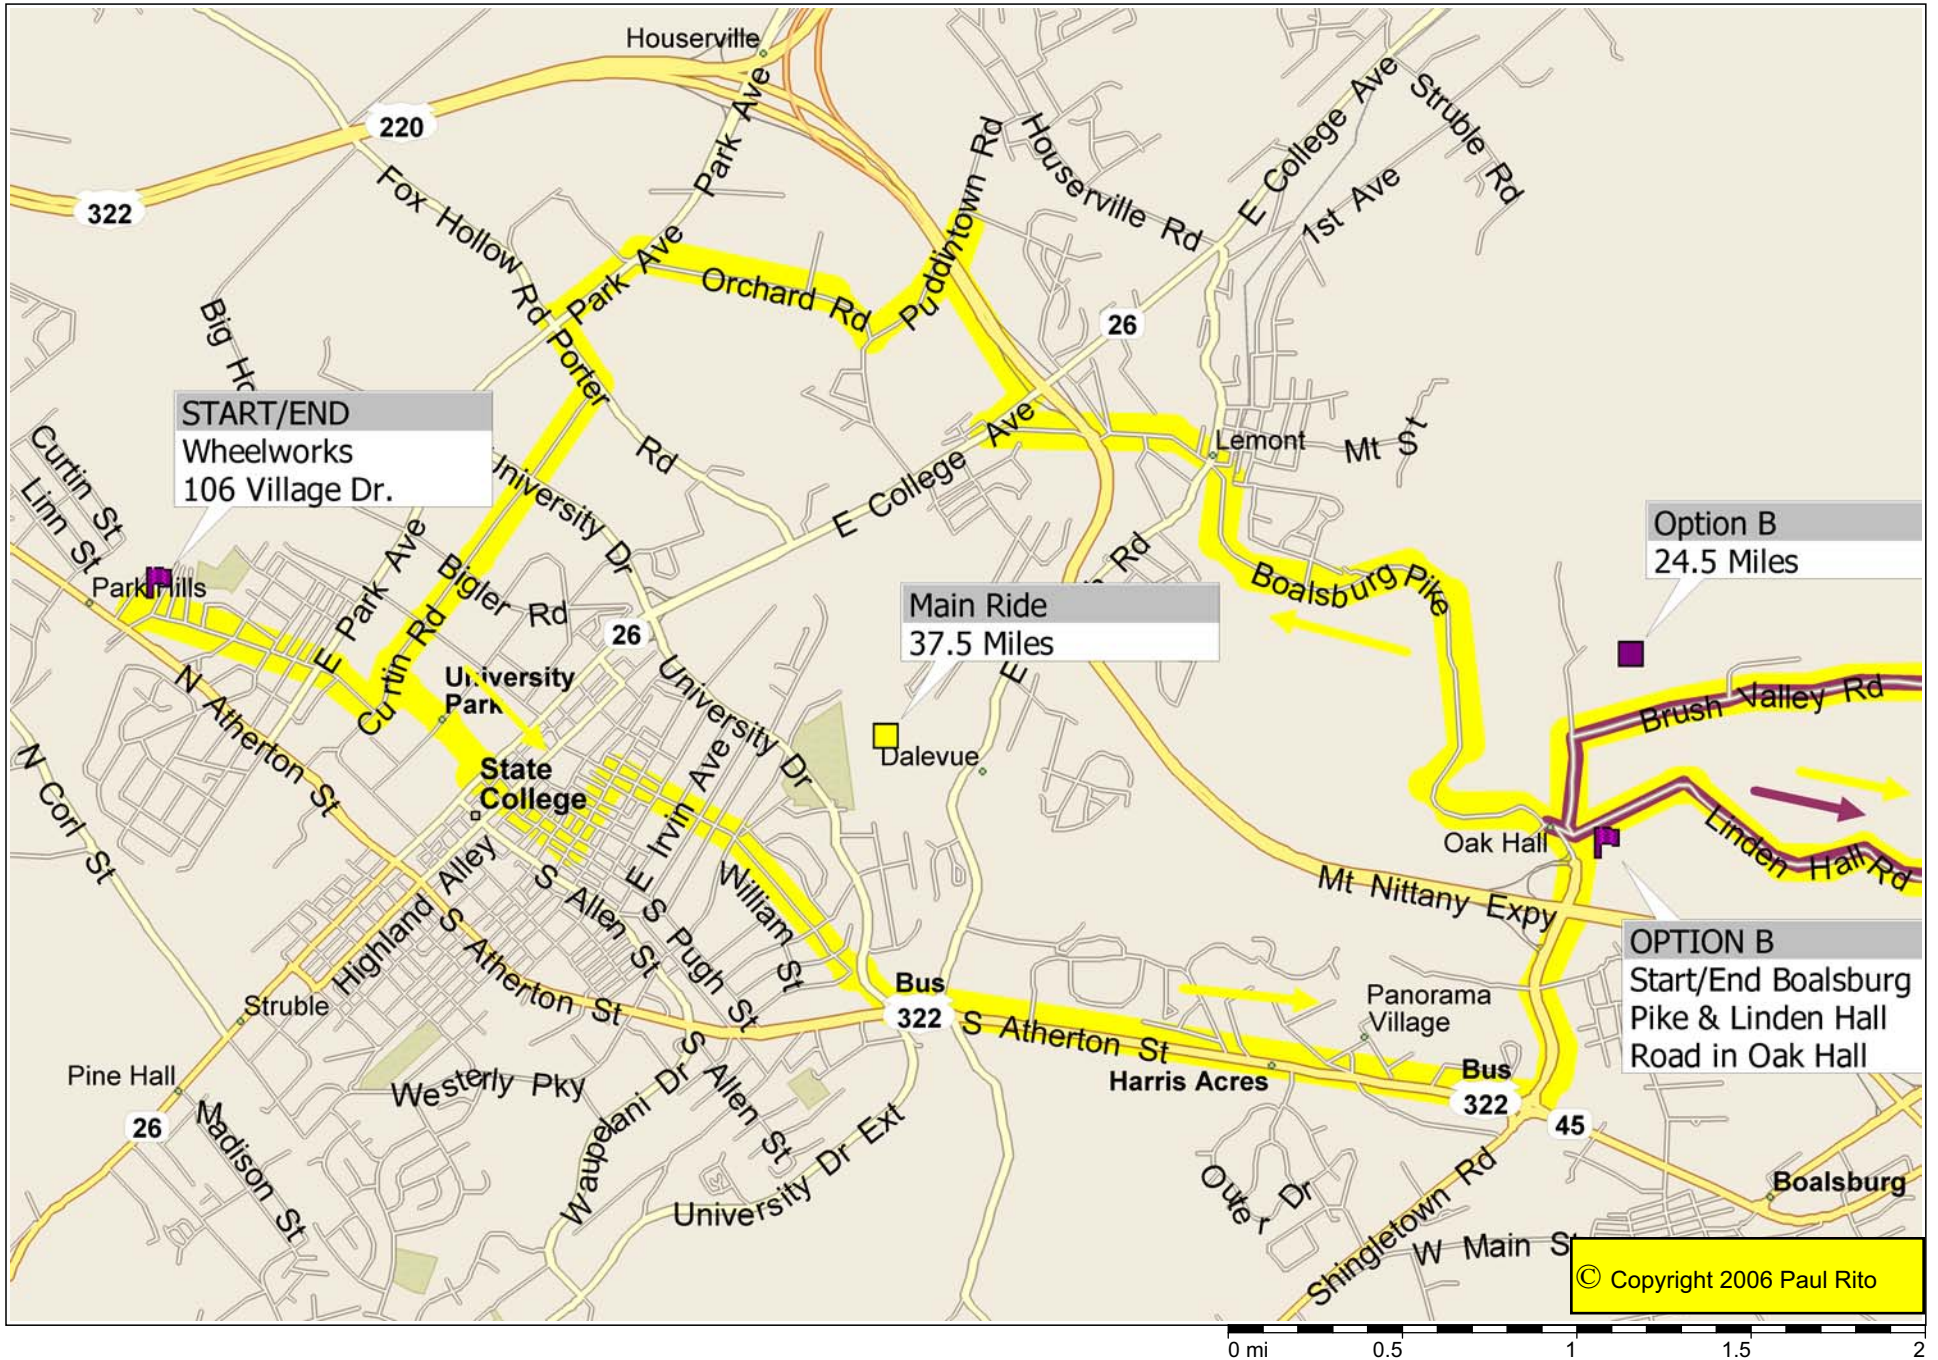 Houserville
220
322
Park Ave
Fox Hollow Rd
Puddintown Rd
Houserville Rd
E College Ave
Struble Rd
1st Ave
Park Ave
Orchard Rd
26
Big Ho
Porter
Rd
START/END
Wheelworks
106 Village Dr.
Curtin St
Linn St
University Dr
E College Ave
Lemont
Mt St
Option B
24.5 Miles
Park Hills
E Park Ave
Bigler Rd
Curtin Rd
26
Boalsburg Pike
Main Ride
37.5 Miles
E
Rd
N Atherton St
University
Park
University Dr
Dalevue
Brush Valley Rd
State
College
N Corl St
E Irvin Ave
Oak Hall
Linden Hall Rd
Highland Alley
S Allen St
William St
Mt Nittany Expy
S Atherton St
S Pugh St
OPTION B
Start/End Boalsburg
Pike & Linden Hall
Road in Oak Hall
Struble
Bus
322
S Atherton St
Panorama
Village
Pine Hall
Westerly Pky
S Allen St
Harris Acres
Bus
322
45
26
Madison St
Waupelani Dr
University Dr Ext
Outer Dr
Shingletown Rd
Boalsburg
W Main St
© Copyright 2006 Paul Rito
0 mi 0.5 1 1.5 2